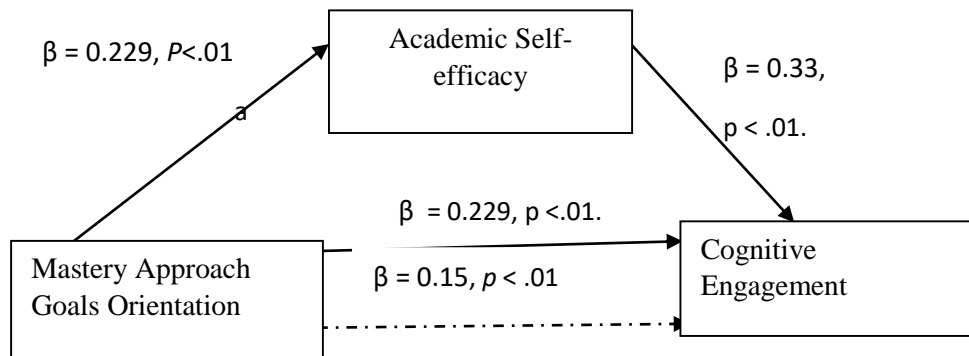 β = 0.229, P<.01
Academic Self-
efficacy
β = 0.33,
p < .01.
a
β  = 0.229, p <.01.
Mastery Approach
Goals Orientation
β = 0.15, p < .01
Cognitive
Engagement